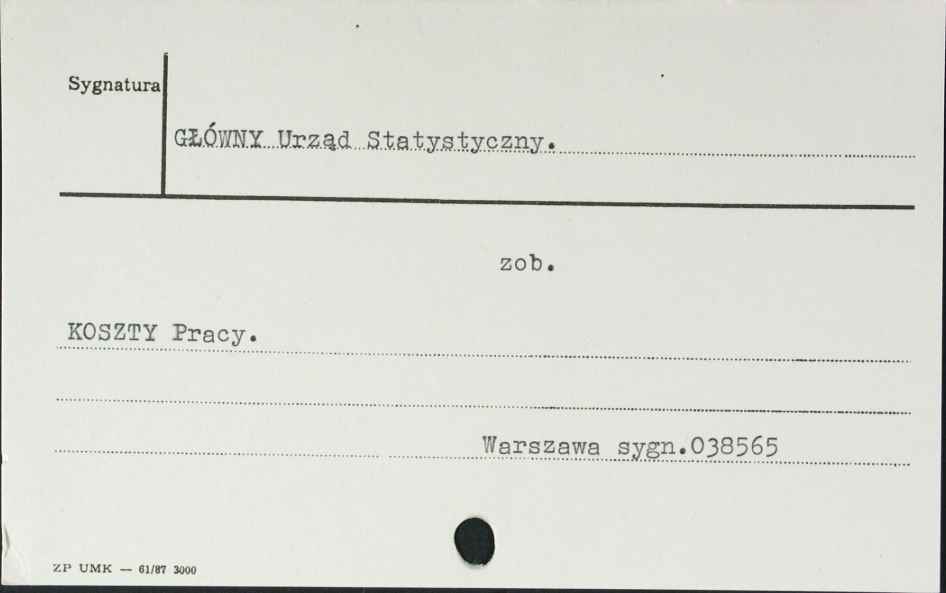 Sygnatura
GŁÓWNY Urząd Statystyczny.
zob.
KOSZTY Pracy.
Warszawa sygn.038565
ZP UMK — 61/87 3000